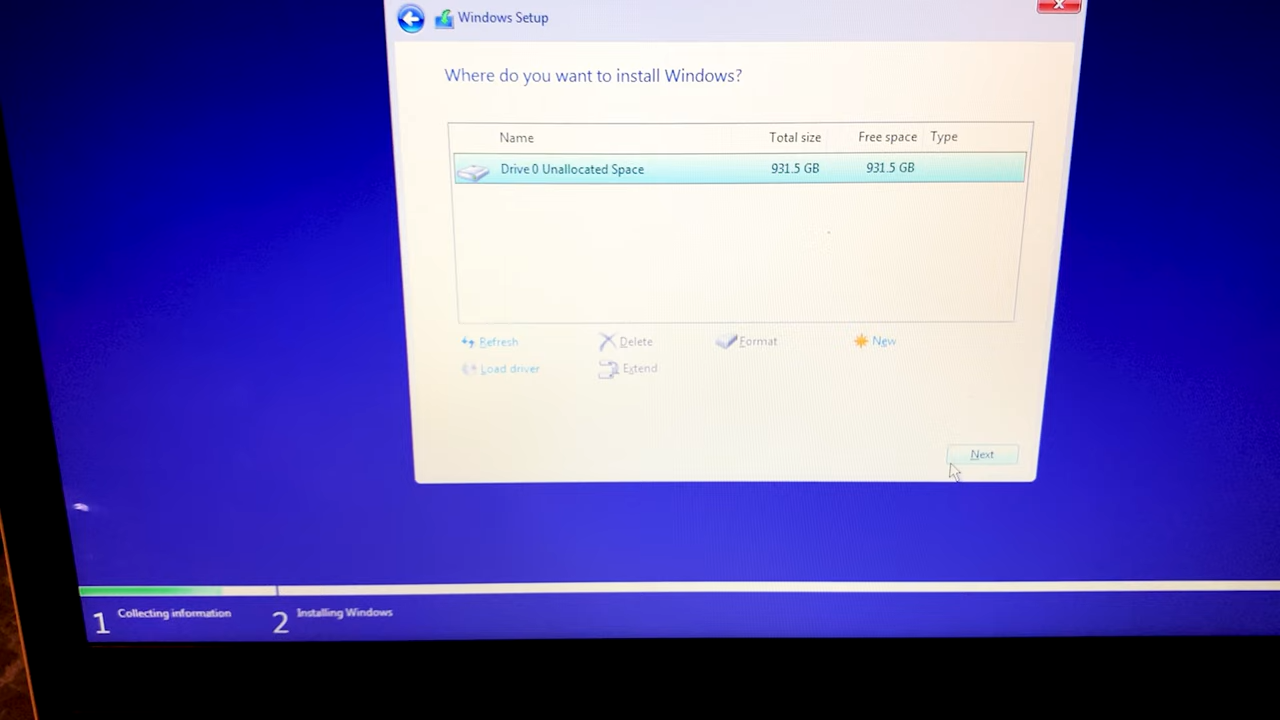 Windows Setup
Where do you want to install Windows?
Name Total size Free space Type
Drive 0 Unallocated Space 931.5 GB 931.5 GB
Refresh Delete Format New
Load driver Extend
Next
1 Collecting information 2 Installing Windows